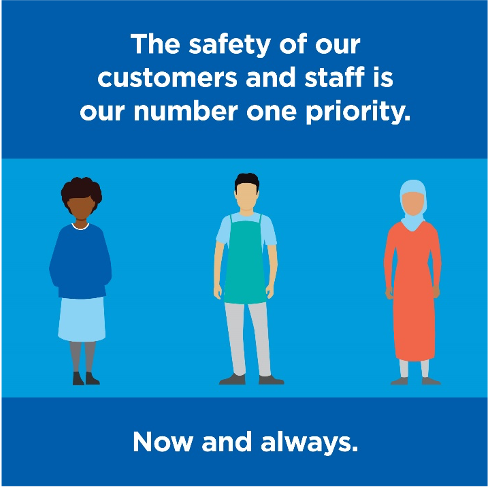 The safety of our
customers and staff is
our number one priority.
Now and always.